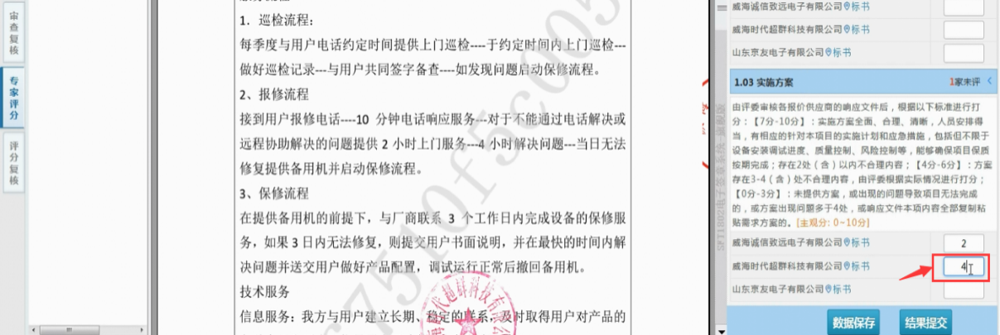 审查复核
专家评分
评分复核
1. 巡检流程：
每季度与用户电话约定时间提供上门巡检----于约定时间内上门巡检---
做好巡检记录---与用户共同签字备查----如发现问题启动保修流程。
2、报修流程
接到用户报修电话----10 分钟电话响应服务---对于不能通过电话解决或
远程协助解决的问题提供 2 小时上门服务---4 小时解决问题---当日无法
修复提供备用机并启动保修流程。
3、保修流程
在提供备用机的前提下，与厂商联系 3 个工作日内完成设备的保修服
务，如果 3 日内无法修复，则提交用户书面说明，并在最快的时间内解
决问题并送交用户做好产品配置，调试运行正常后撤回备用机。
技术服务
信息服务：我方与用户建立长期、稳定的联系，及时取得用户对产品的
威海诚信致远电子有限公司 标书
威海时代超群科技有限公司 标书
山东京友电子有限公司 标书
1.03 实施方案 1家未评
由评委审核各报价供应商的响应文件后，根据以下标准进行打
分：【7分-10分】：实施方案全面、合理、清晰，人员安排得
当，有相应的针对本项目的实施计划和应急措施，包括但不限于
设备安装调试进度、质量控制、风险控制等，能够确保项目保质
按期完成；存在2处（含）以内不合理内容；【4分-6分】：方案
存在3-4（含）处不合理内容，由评委根据实际情况进行打分；
【0分-3分】：未提供方案，或出现的问题导致项目无法完成
的，或方案出现问题多于4处，或响应文件本项内容全部复制粘
贴需求方案的。[主观分：0~10分]
威海诚信致远电子有限公司 标书 2
威海时代超群科技有限公司 标书 4
山东京友电子有限公司 标书
数据保存 结果提交